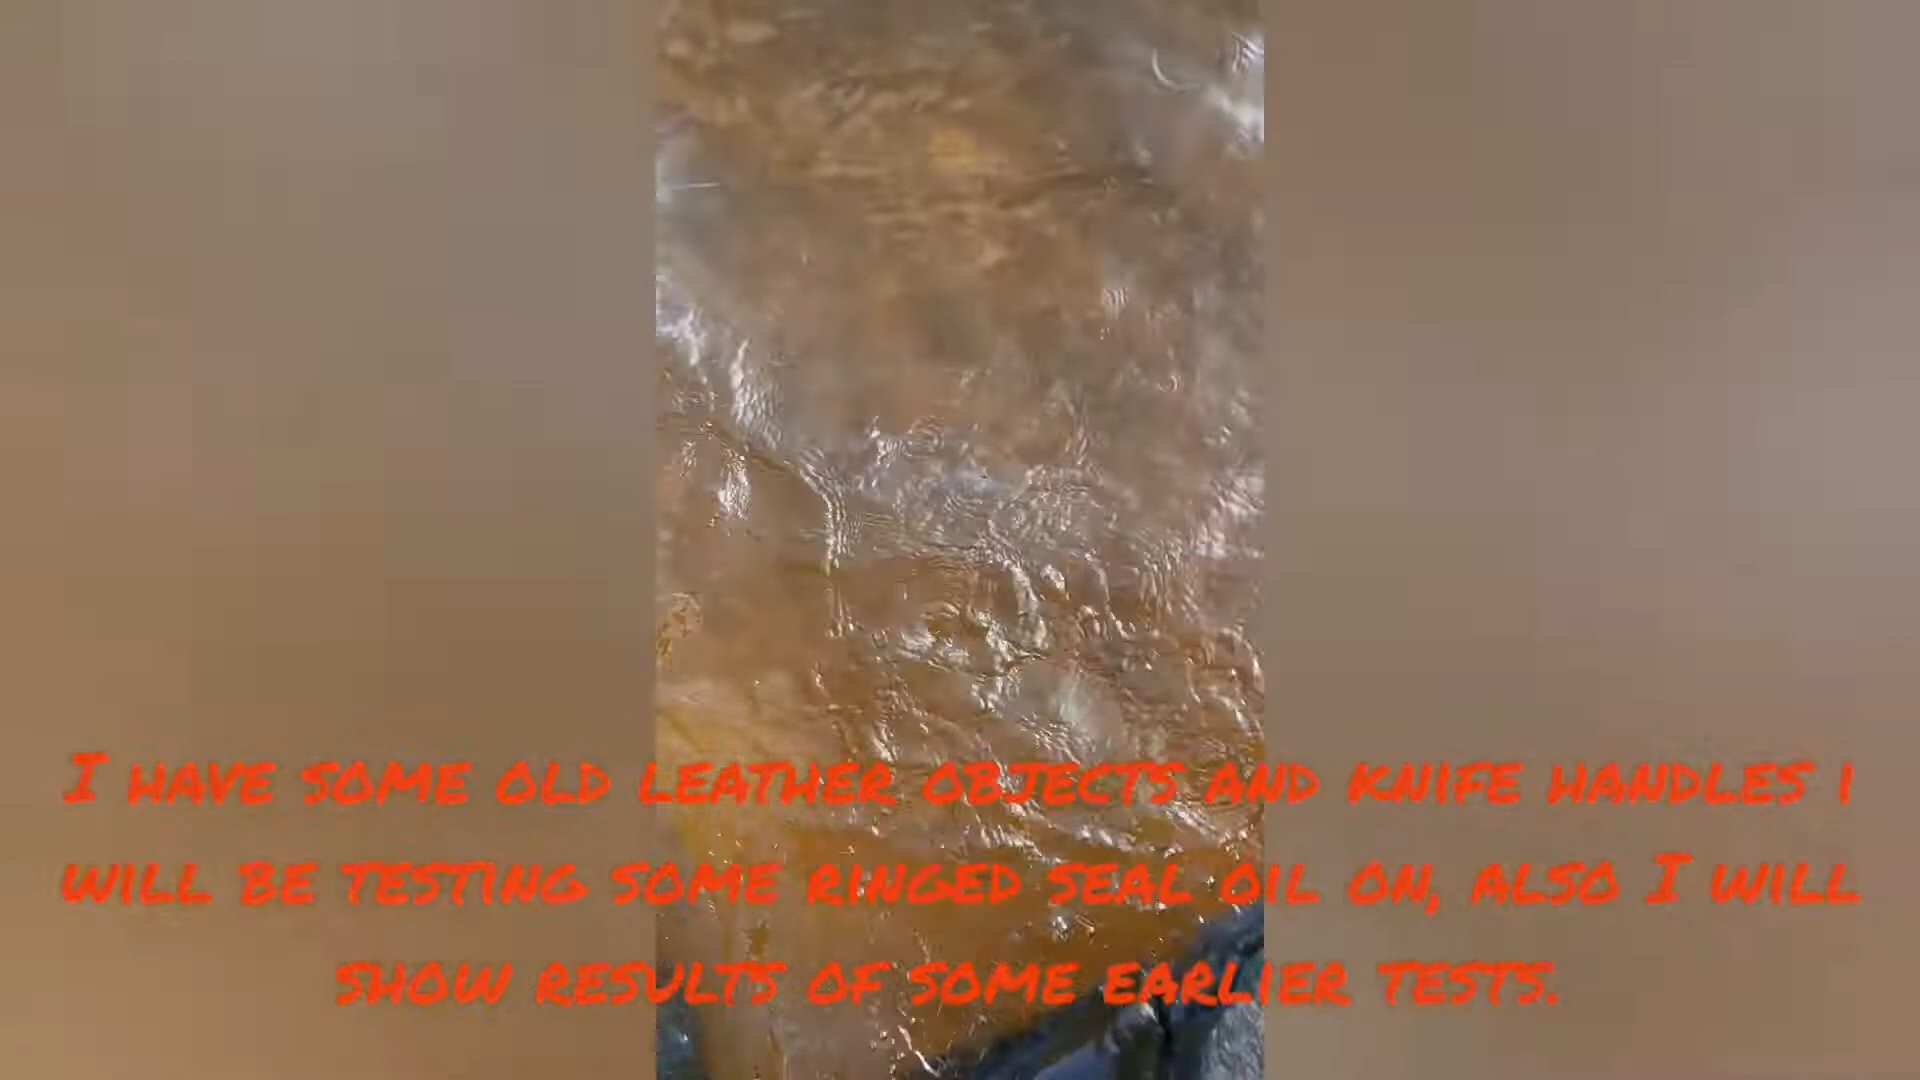 I HAVE SOME OLD LEATHER OBJECTS AND KNIFE HANDLES I
WILL BE TESTING SOME RINGED SEAL OIL ON, ALSO I WILL
SHOW RESULTS OF SOME EARLIER TESTS.